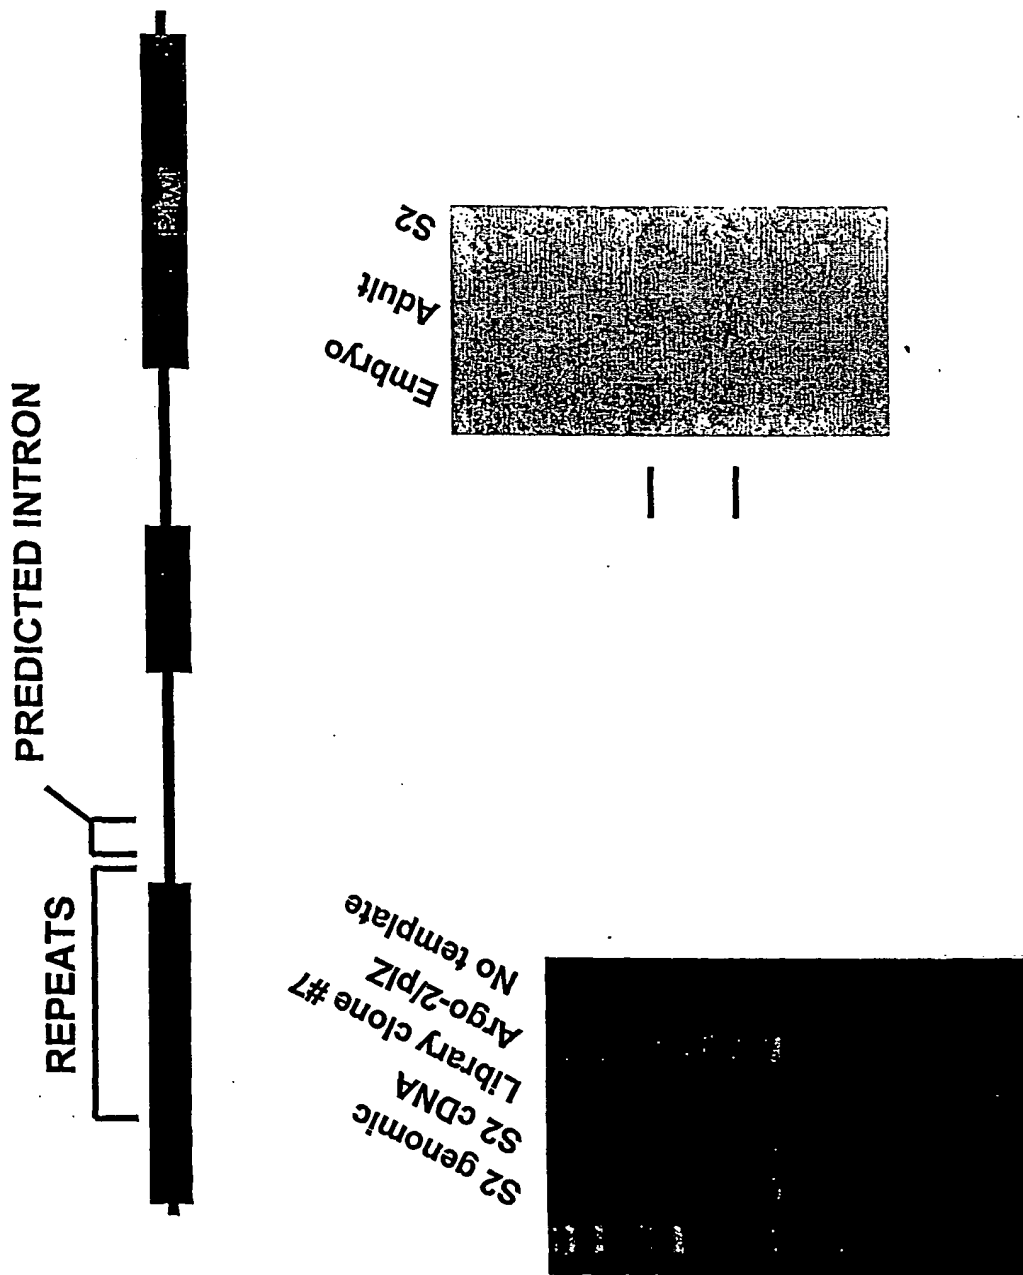 PREDICTED INTRON
REPEATS
S2 genomic
S2 cDNA
Library clone #7
Argo-2/pIZ
No template
Embryo
Adult
S2